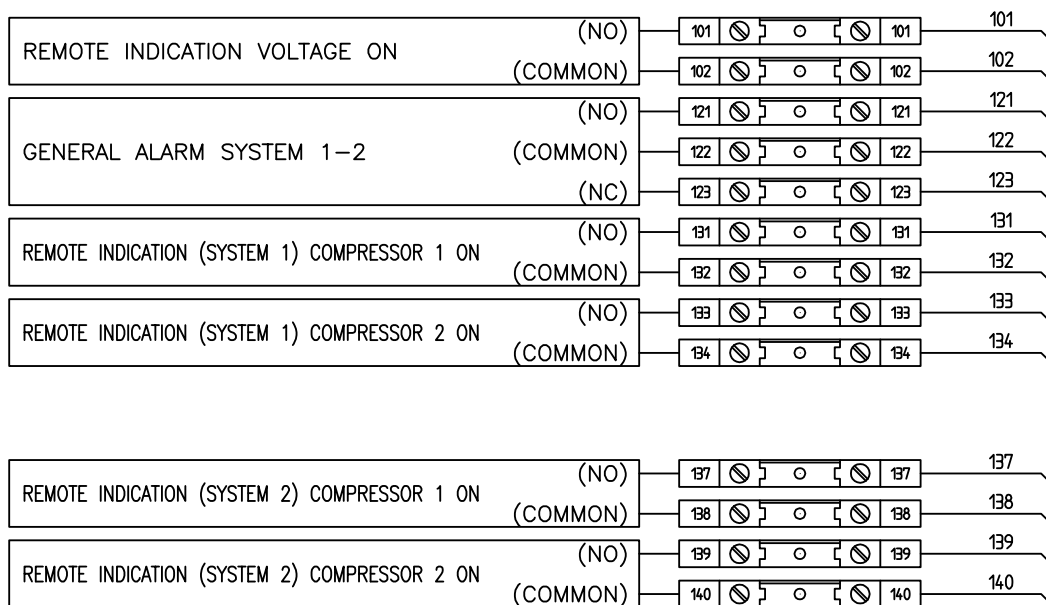 (NO) 101 101 101
REMOTE INDICATION VOLTAGE ON
(COMMON) 102 102 102
(NO) 121 121 121
GENERAL ALARM SYSTEM 1-2 (COMMON) 122 122 122
(NC) 123 123 123
(NO) 131 131 131
REMOTE INDICATION (SYSTEM 1) COMPRESSOR 1 ON
(COMMON) 132 132 132
(NO) 133 133 133
REMOTE INDICATION (SYSTEM 1) COMPRESSOR 2 ON
(COMMON) 134 134 134
(NO) 137 137 137
REMOTE INDICATION (SYSTEM 2) COMPRESSOR 1 ON
(COMMON) 138 138 138
(NO) 139 139 139
REMOTE INDICATION (SYSTEM 2) COMPRESSOR 2 ON
(COMMON) 140 140 140